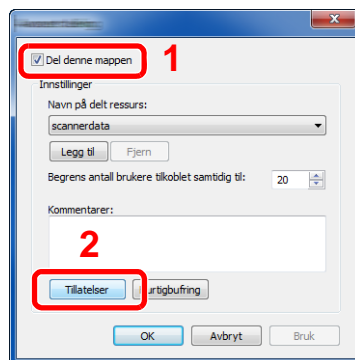 Del denne mappen
1
Innstillinger
Navn på delt ressurs:
scannerdata
Legg til Fjern
Begrens antall brukere tilkoblet samtidig til: 20
Kommentarer:
2
Tillatelser urtigbufring
OK Avbryt Bruk